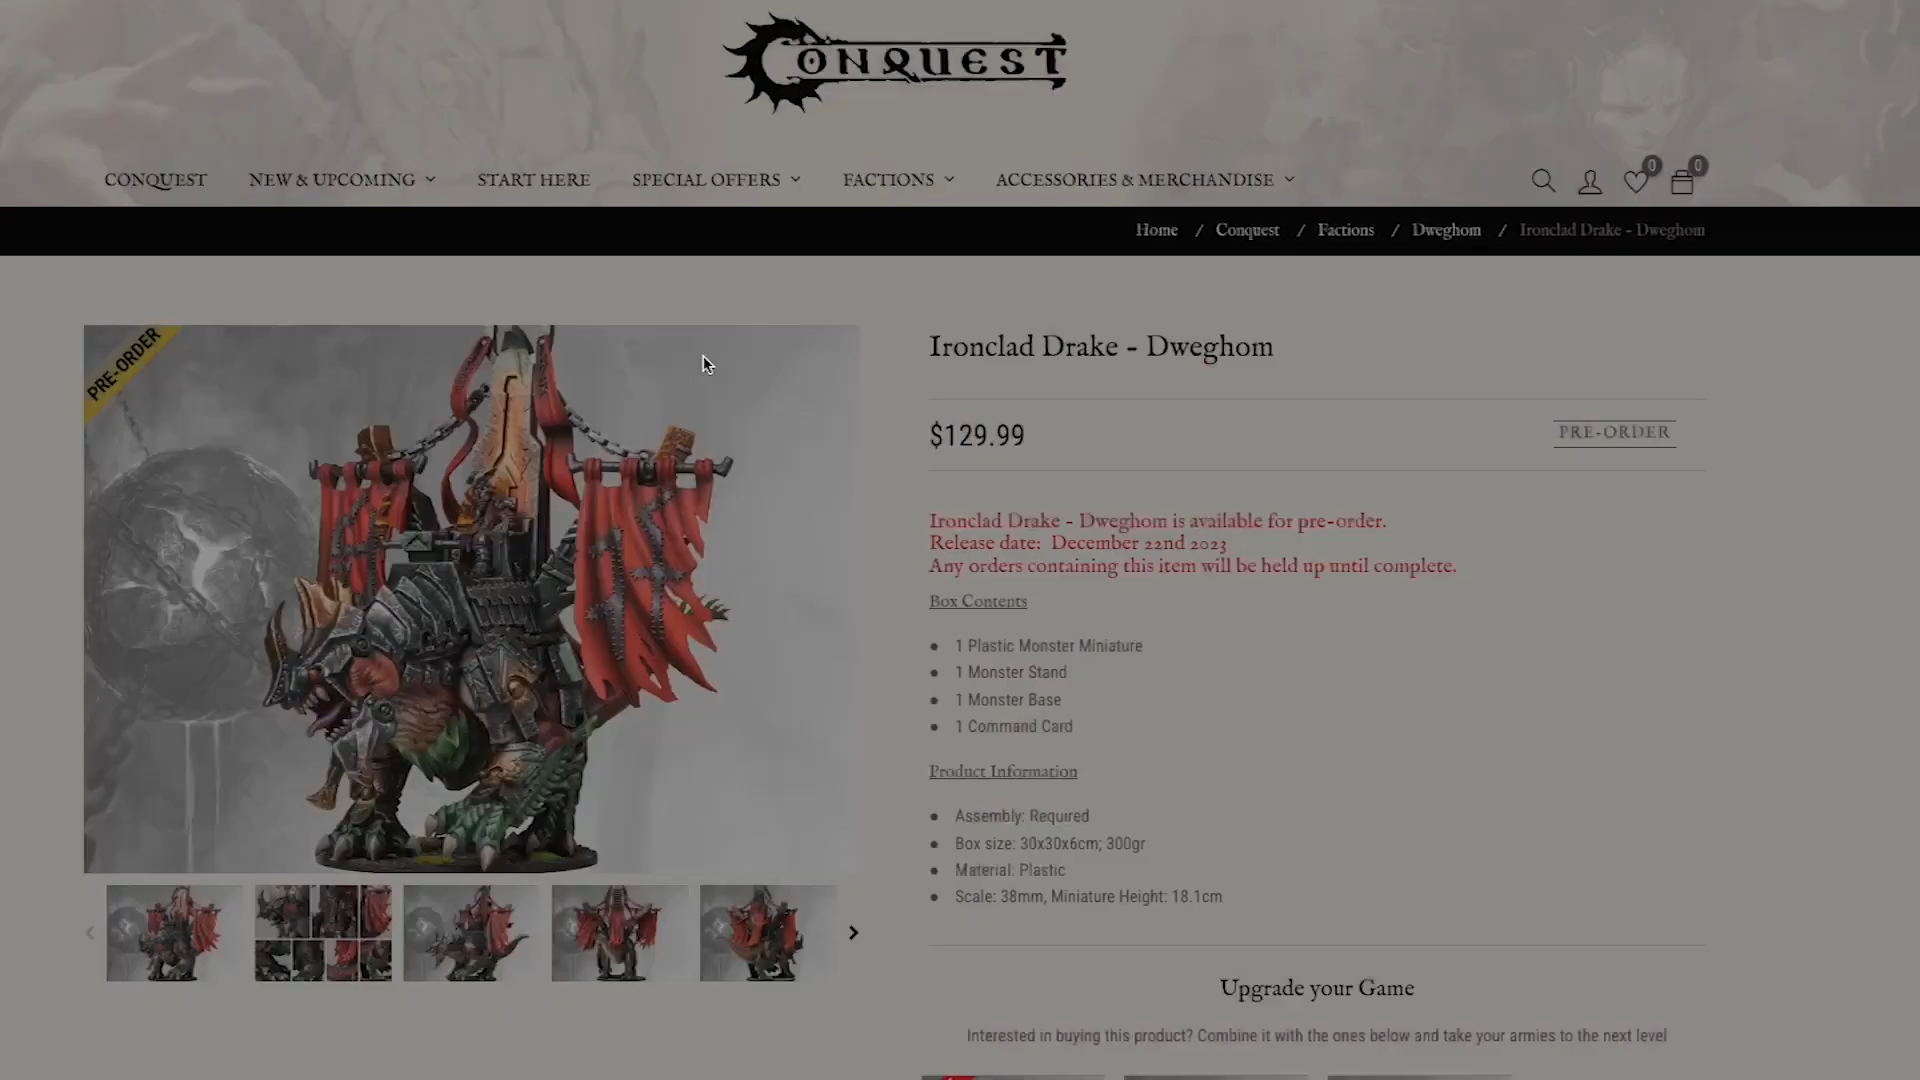 CONQUEST
CONQUEST
NEW & UPCOMING
START HERE
SPECIAL OFFERS
FACTIONS
ACCESSORIES & MERCHANDISE
0
0
Home / Conquest / Factions / Dweghom / Ironclad Drake - Dweghom
PRE-ORDER
Ironclad Drake - Dweghom
$129.99
PRE-ORDER
Ironclad Drake - Dweghom is available for pre-order.
Release date: December 22nd 2023
Any orders containing this item will be held up until complete.
Box Contents
1 Plastic Monster Miniature
1 Monster Stand
1 Monster Base
1 Command Card
Product Information
Assembly: Required
Box size: 30x30x6cm; 300gr
Material: Plastic
Scale: 38mm, Miniature Height: 18.1cm
Upgrade your Game
Interested in buying this product? Combine it with the ones below and take your armies to the next level